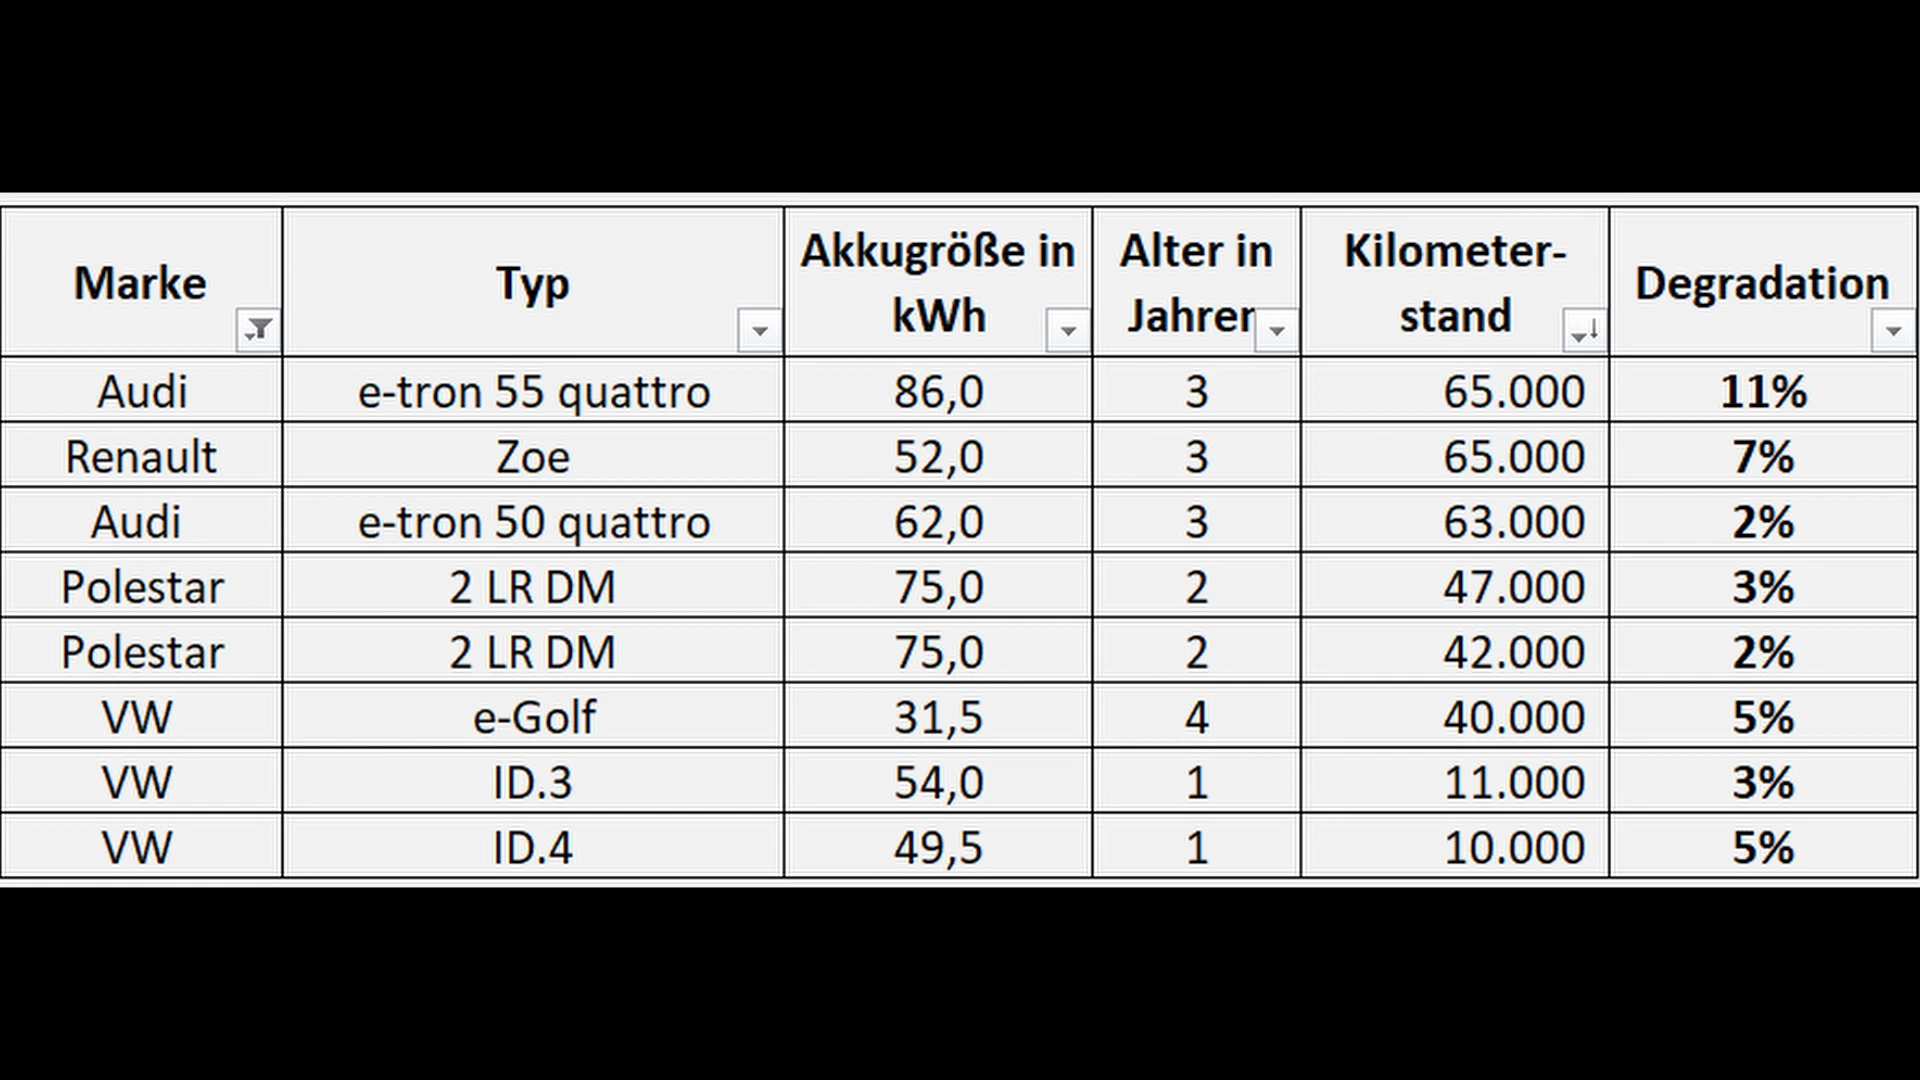 Marke Typ Akkugröße in kWh Alter in Jahren Kilometer-stand Degradation
Audi e-tron 55 quattro 86,0 3 65.000 11%
Renault Zoe 52,0 3 65.000 7%
Audi e-tron 50 quattro 62,0 3 63.000 2%
Polestar 2 LR DM 75,0 2 47.000 3%
Polestar 2 LR DM 75,0 2 42.000 2%
VW e-Golf 31,5 4 40.000 5%
VW ID.3 54,0 1 11.000 3%
VW ID.4 49,5 1 10.000 5%